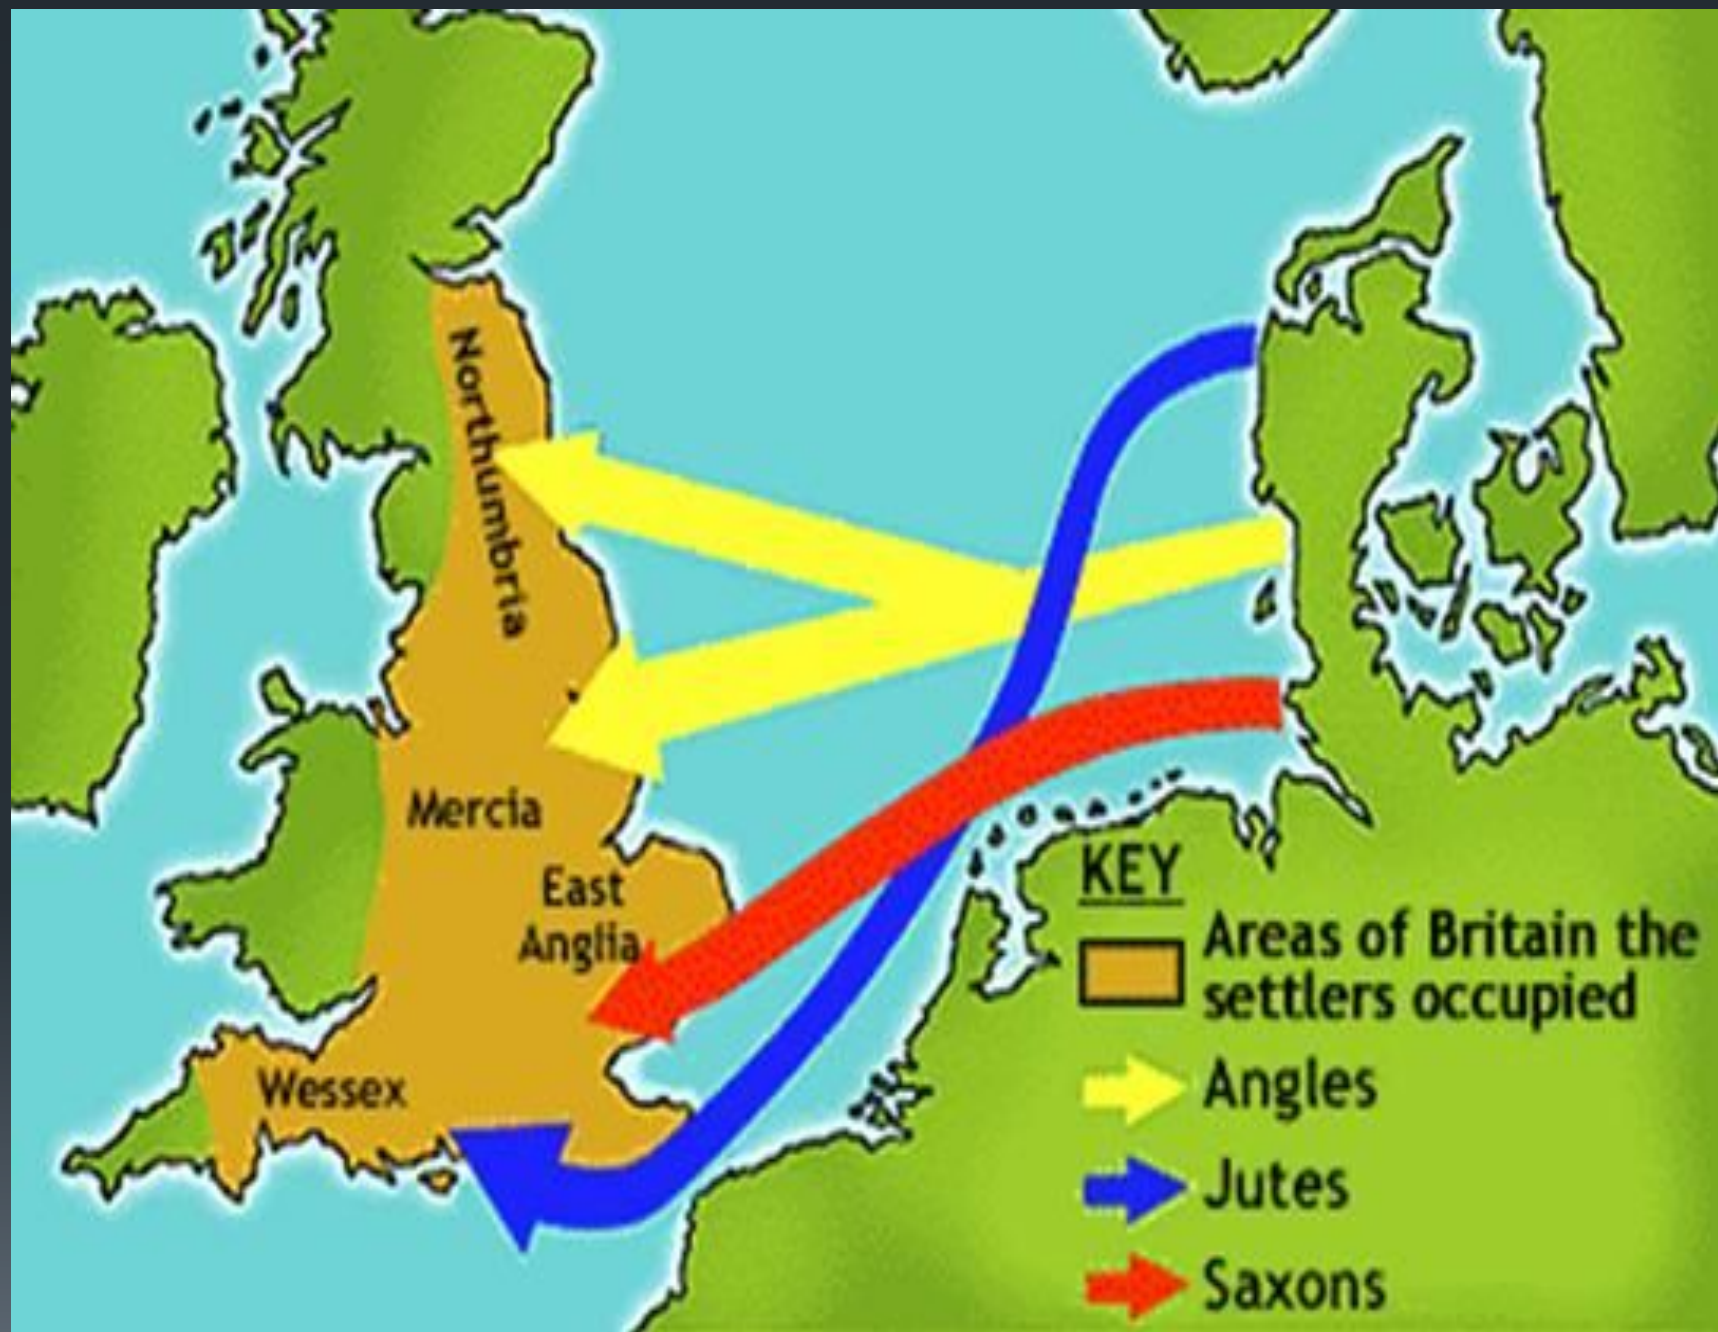 Northumbria
Mercia
East
Anglia
Wessex
KEY
Areas of Britain the
settlers occupied
Angles
Jutes
Saxons